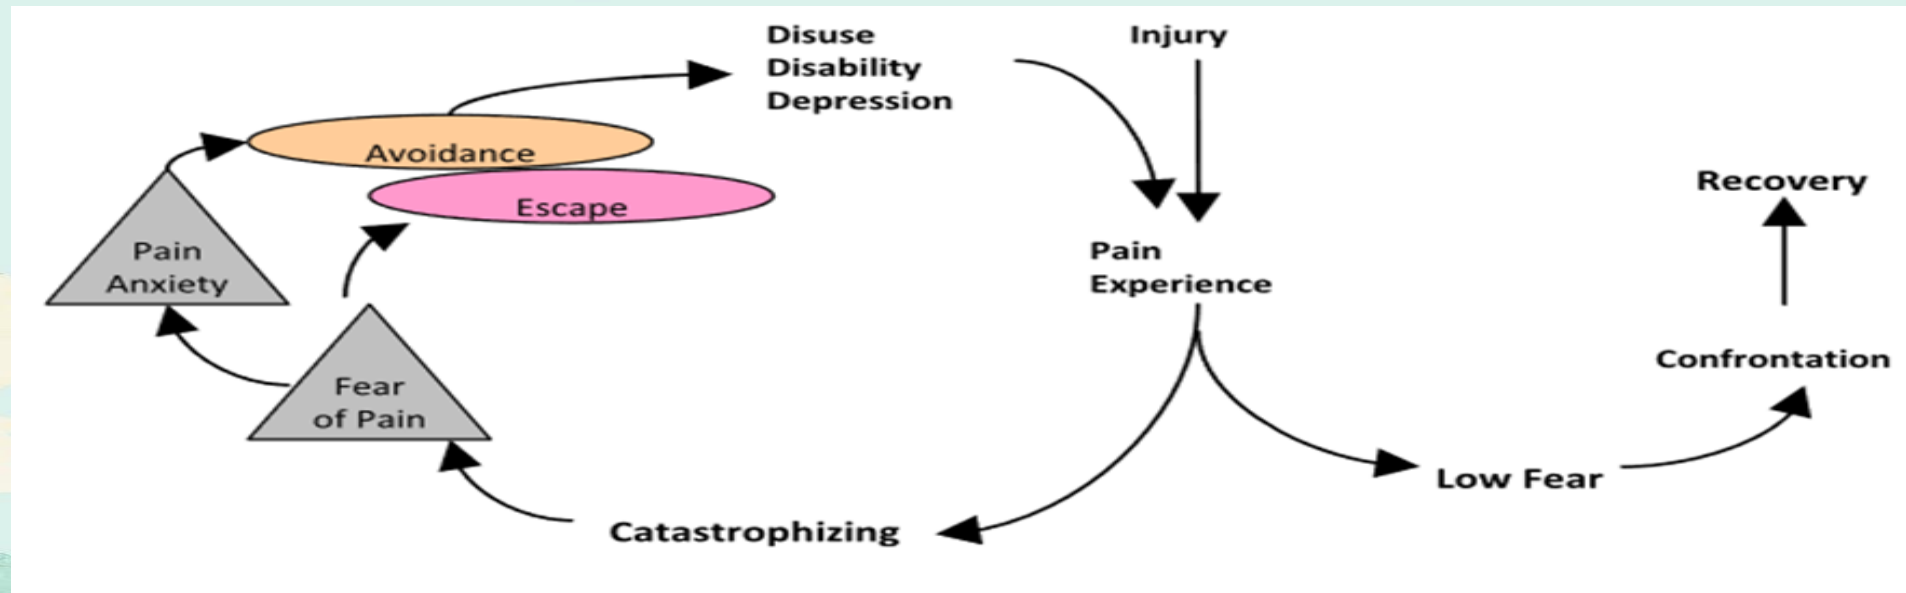 Disuse
Disability
Depression
Injury
Avoidance
Escape
Pain
Anxiety
Fear
of Pain
Pain
Experience
Recovery
Confrontation
Low Fear
Catastrophizing